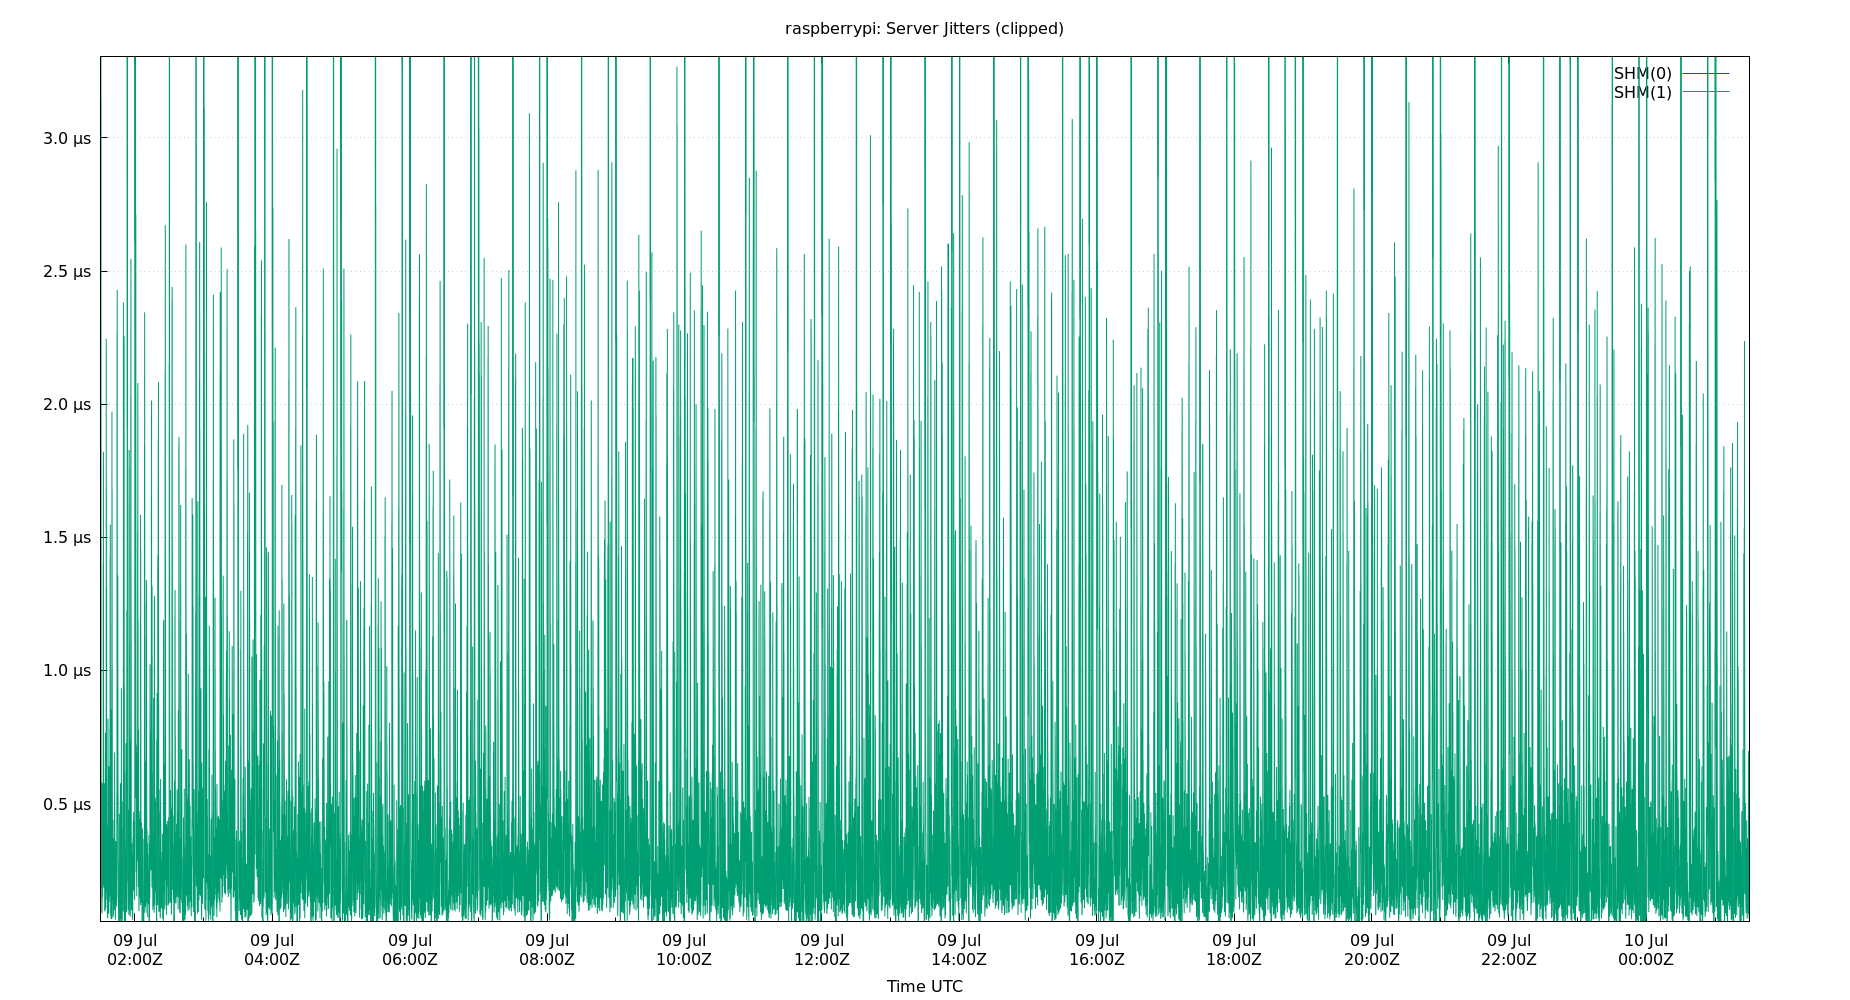 raspberrypi: Server Jitters (clipped)
SHM(0)
SHM(1)
3.0 µs
2.5 µs
2.0 µs
1.5 µs
1.0 µs
0.5 µs
09 Jul 09 Jul 09 Jul 09 Jul 09 Jul 09 Jul 09 Jul 09 Jul 09 Jul 09 Jul 09 Jul 10 Jul
02:00Z 04:00Z 06:00Z 08:00Z 10:00Z 12:00Z 14:00Z 16:00Z 18:00Z 20:00Z 22:00Z 00:00Z
Time UTC